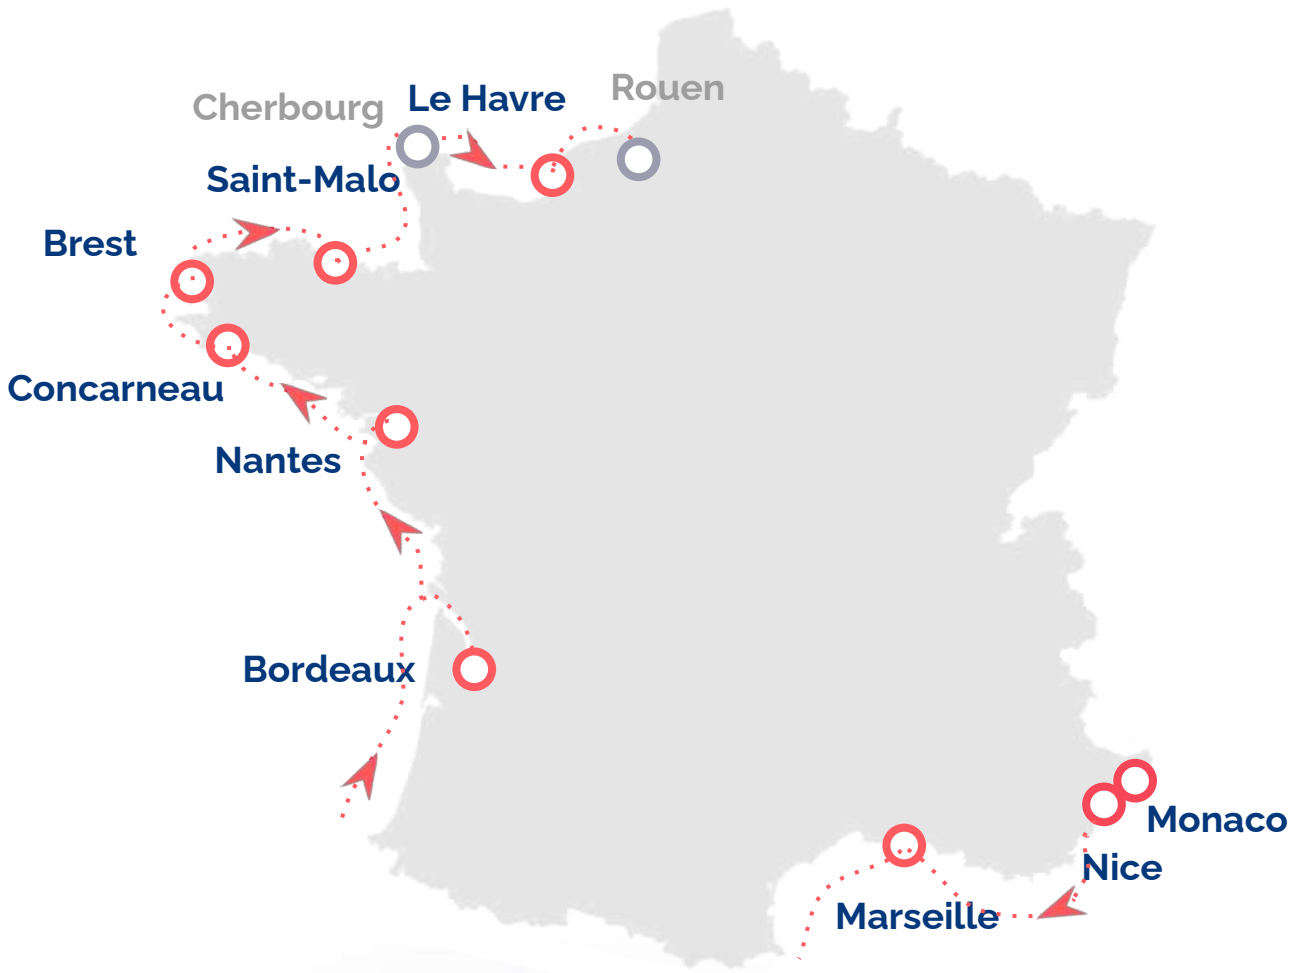 Rouen
Le Havre
Cherbourg
Saint-Malo
Brest
Concarneau
Nantes
Bordeaux
Monaco
Nice
Marseille